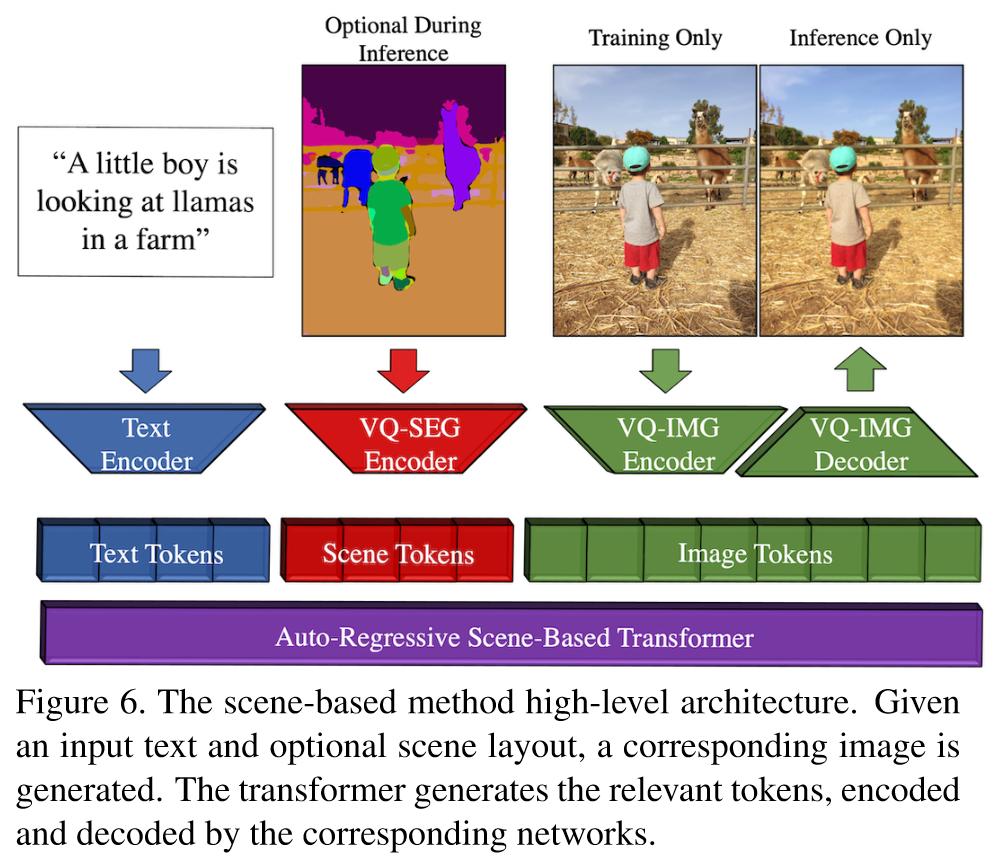 Optional During
Inference
Training Only
Inference Only
“A little boy is
looking at llamas
in a farm”
Text
Encoder
VQ-SEG
Encoder
VQ-IMG
Encoder
VQ-IMG
Decoder
Text Tokens
Scene Tokens
Image Tokens
Auto-Regressive Scene-Based Transformer
Figure 6. The scene-based method high-level architecture. Given
an input text and optional scene layout, a corresponding image is
generated. The transformer generates the relevant tokens, encoded
and decoded by the corresponding networks.